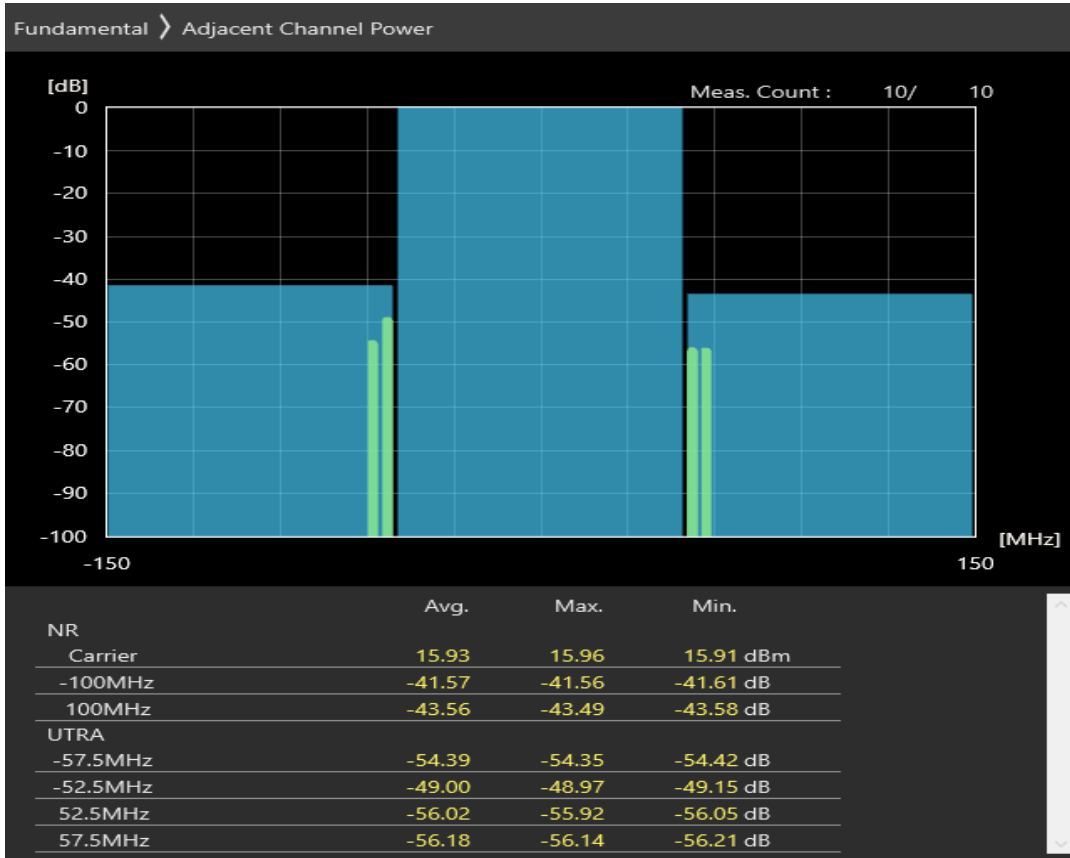 Fundamental ❭ Adjacent Channel Power
[dB]
Meas. Count : 10/ 10
0
-10
-20
-30
-40
-50
-60
-70
-80
-90
-100
[MHz]
-150 150
Avg. Max. Min.
NR
Carrier 15.93 15.96 15.91 dBm
-100MHz -41.57 -41.56 -41.61 dB
100MHz -43.56 -43.49 -43.58 dB
UTRA
-57.5MHz -54.39 -54.35 -54.42 dB
-52.5MHz -49.00 -48.97 -49.15 dB
52.5MHz -56.02 -55.92 -56.05 dB
57.5MHz -56.18 -56.14 -56.21 dB